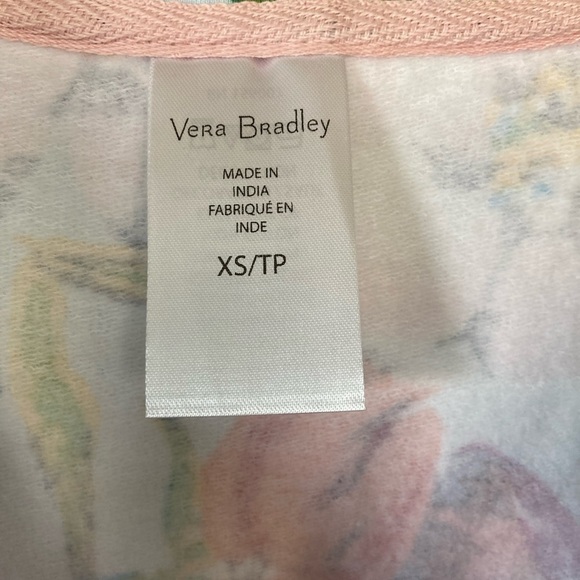 Vera Bradley
MADE IN
INDIA
FABRIQUÉ EN
INDE
XS/TP